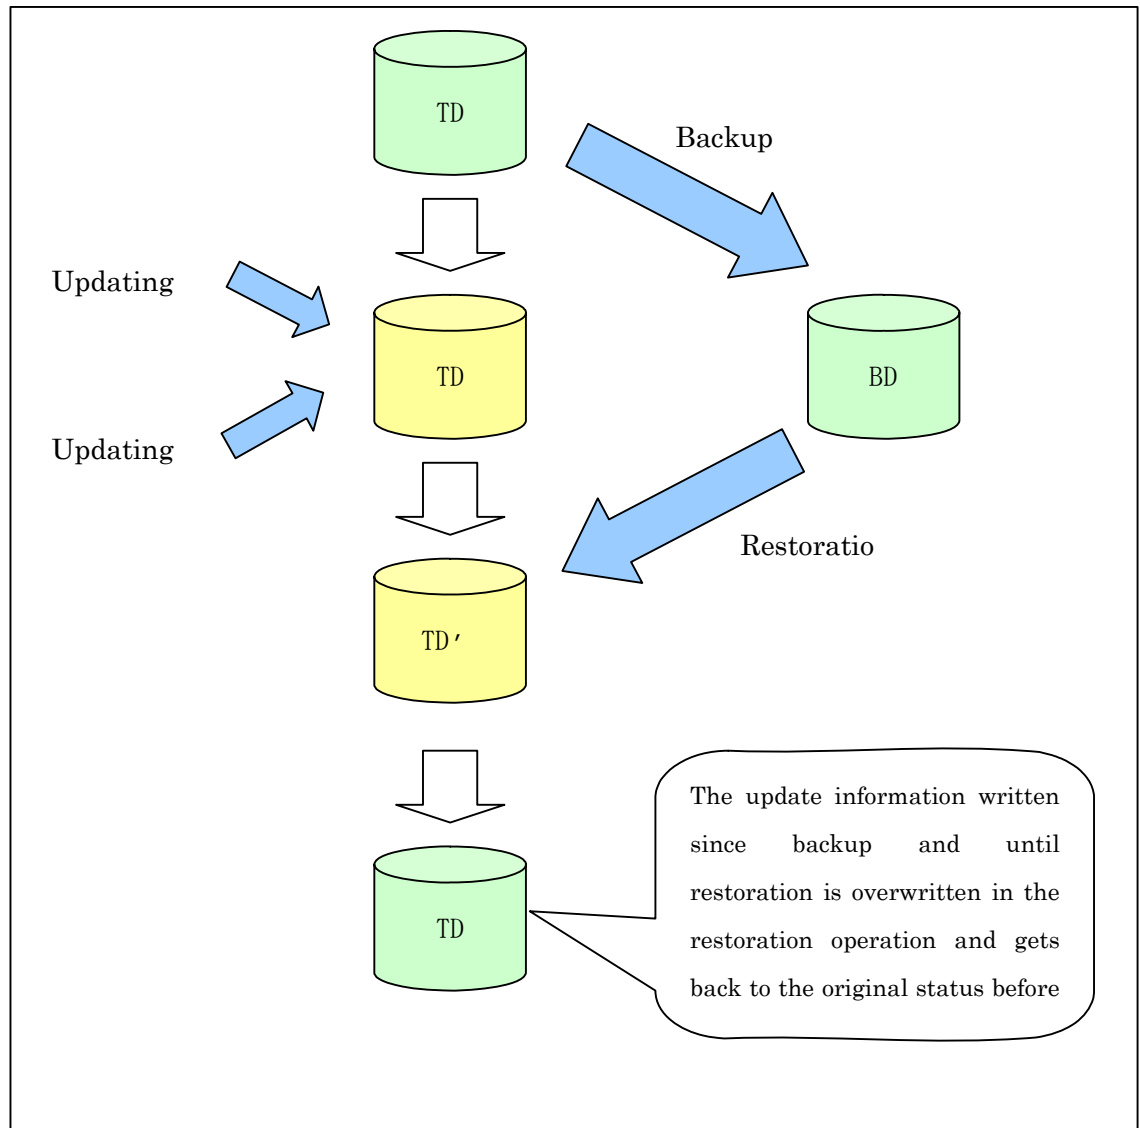 TD
Backup
Updating
TD
BD
Updating
Restoratio
TD'
The update information written
since backup and until
restoration is overwritten in the
restoration operation and gets
back to the original status before
TD